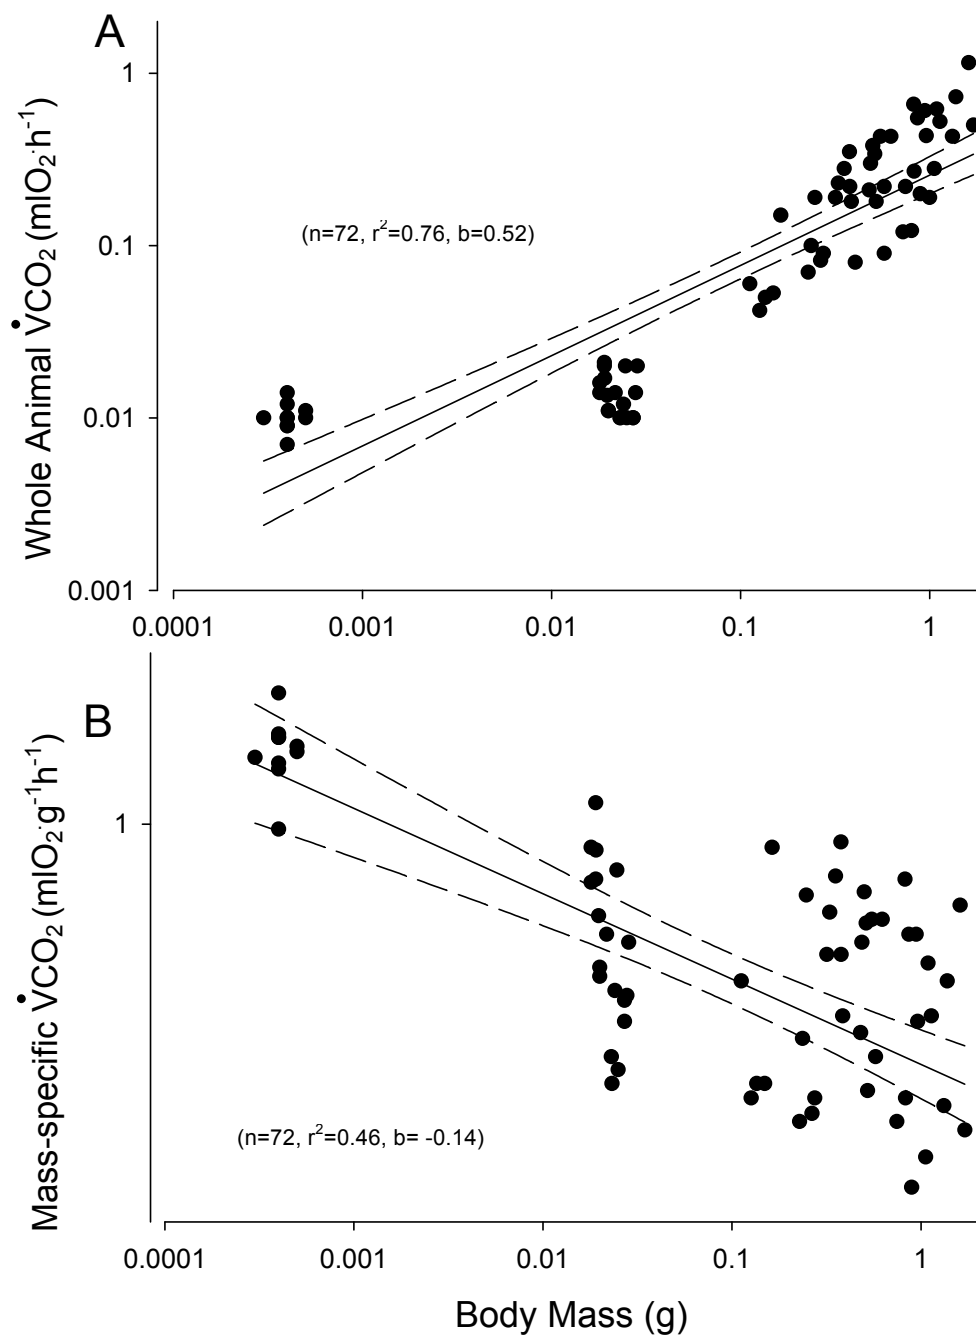 A
Whole Animal V̇CO₂ (mlO₂·h⁻¹)
1
0.1
0.01
0.001
(n=72, r²=0.76, b=0.52)
0.0001 0.001 0.01 0.1 1
B
Mass-specific V̇CO₂ (mlO₂·g⁻¹h⁻¹)
1
(n=72, r²=0.46, b= -0.14)
0.0001 0.001 0.01 0.1 1
Body Mass (g)